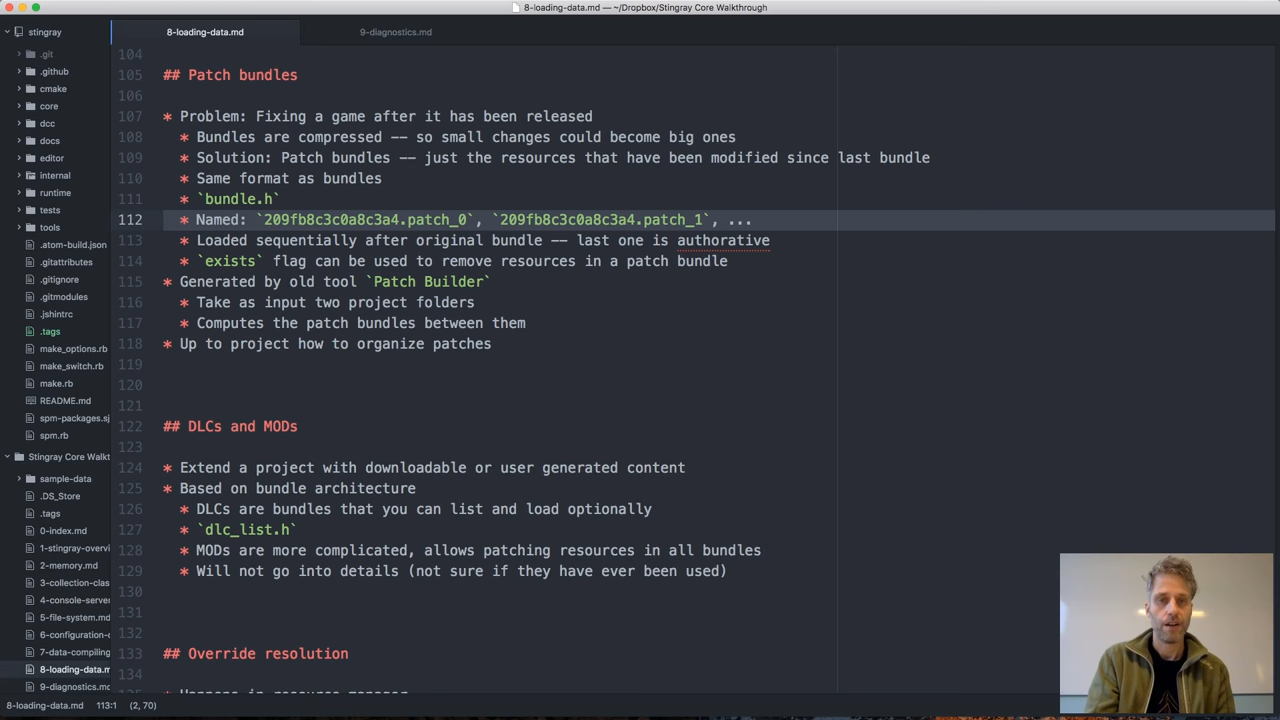 8-loading-data.md — ~/Dropbox/Stingray Core Walkthrough
stingray
.git
.github
cmake
core
dcc
docs
editor
internal
runtime
tests
tools
.atom-build.json
.gitattributes
.gitignore
.gitmodules
.jshintrc
.tags
make_options.rb
make_switch.rb
make.rb
README.md
spm-packages.sj
spm.rb
Stingray Core Walkt
sample-data
.DS_Store
.tags
0-index.md
1-stingray-overvi
2-memory.md
3-collection-clas
4-console-server
5-file-system.md
6-configuration-
7-data-compiling
8-loading-data.m
9-diagnostics.md
8-loading-data.md
9-diagnostics.md
104
105 ## Patch bundles
106
107 * Problem: Fixing a game after it has been released
108 * Bundles are compressed -- so small changes could become big ones
109 * Solution: Patch bundles -- just the resources that have been modified since last bundle
110 * Same format as bundles
111 * `bundle.h`
112 * Named: `209fb8c3c0a8c3a4.patch_0`, `209fb8c3c0a8c3a4.patch_1`, ...
113 * Loaded sequentially after original bundle -- last one is authorative
114 * `exists` flag can be used to remove resources in a patch bundle
115 * Generated by old tool `Patch Builder`
116 * Take as input two project folders
117 * Computes the patch bundles between them
118 * Up to project how to organize patches
119
120
121
122 ## DLCs and MODs
123
124 * Extend a project with downloadable or user generated content
125 * Based on bundle architecture
126 * DLCs are bundles that you can list and load optionally
127 * `dlc_list.h`
128 * MODs are more complicated, allows patching resources in all bundles
129 * Will not go into details (not sure if they have ever been used)
130
131
132
133 ## Override resolution
134
8-loading-data.md 113:1 (2, 70)